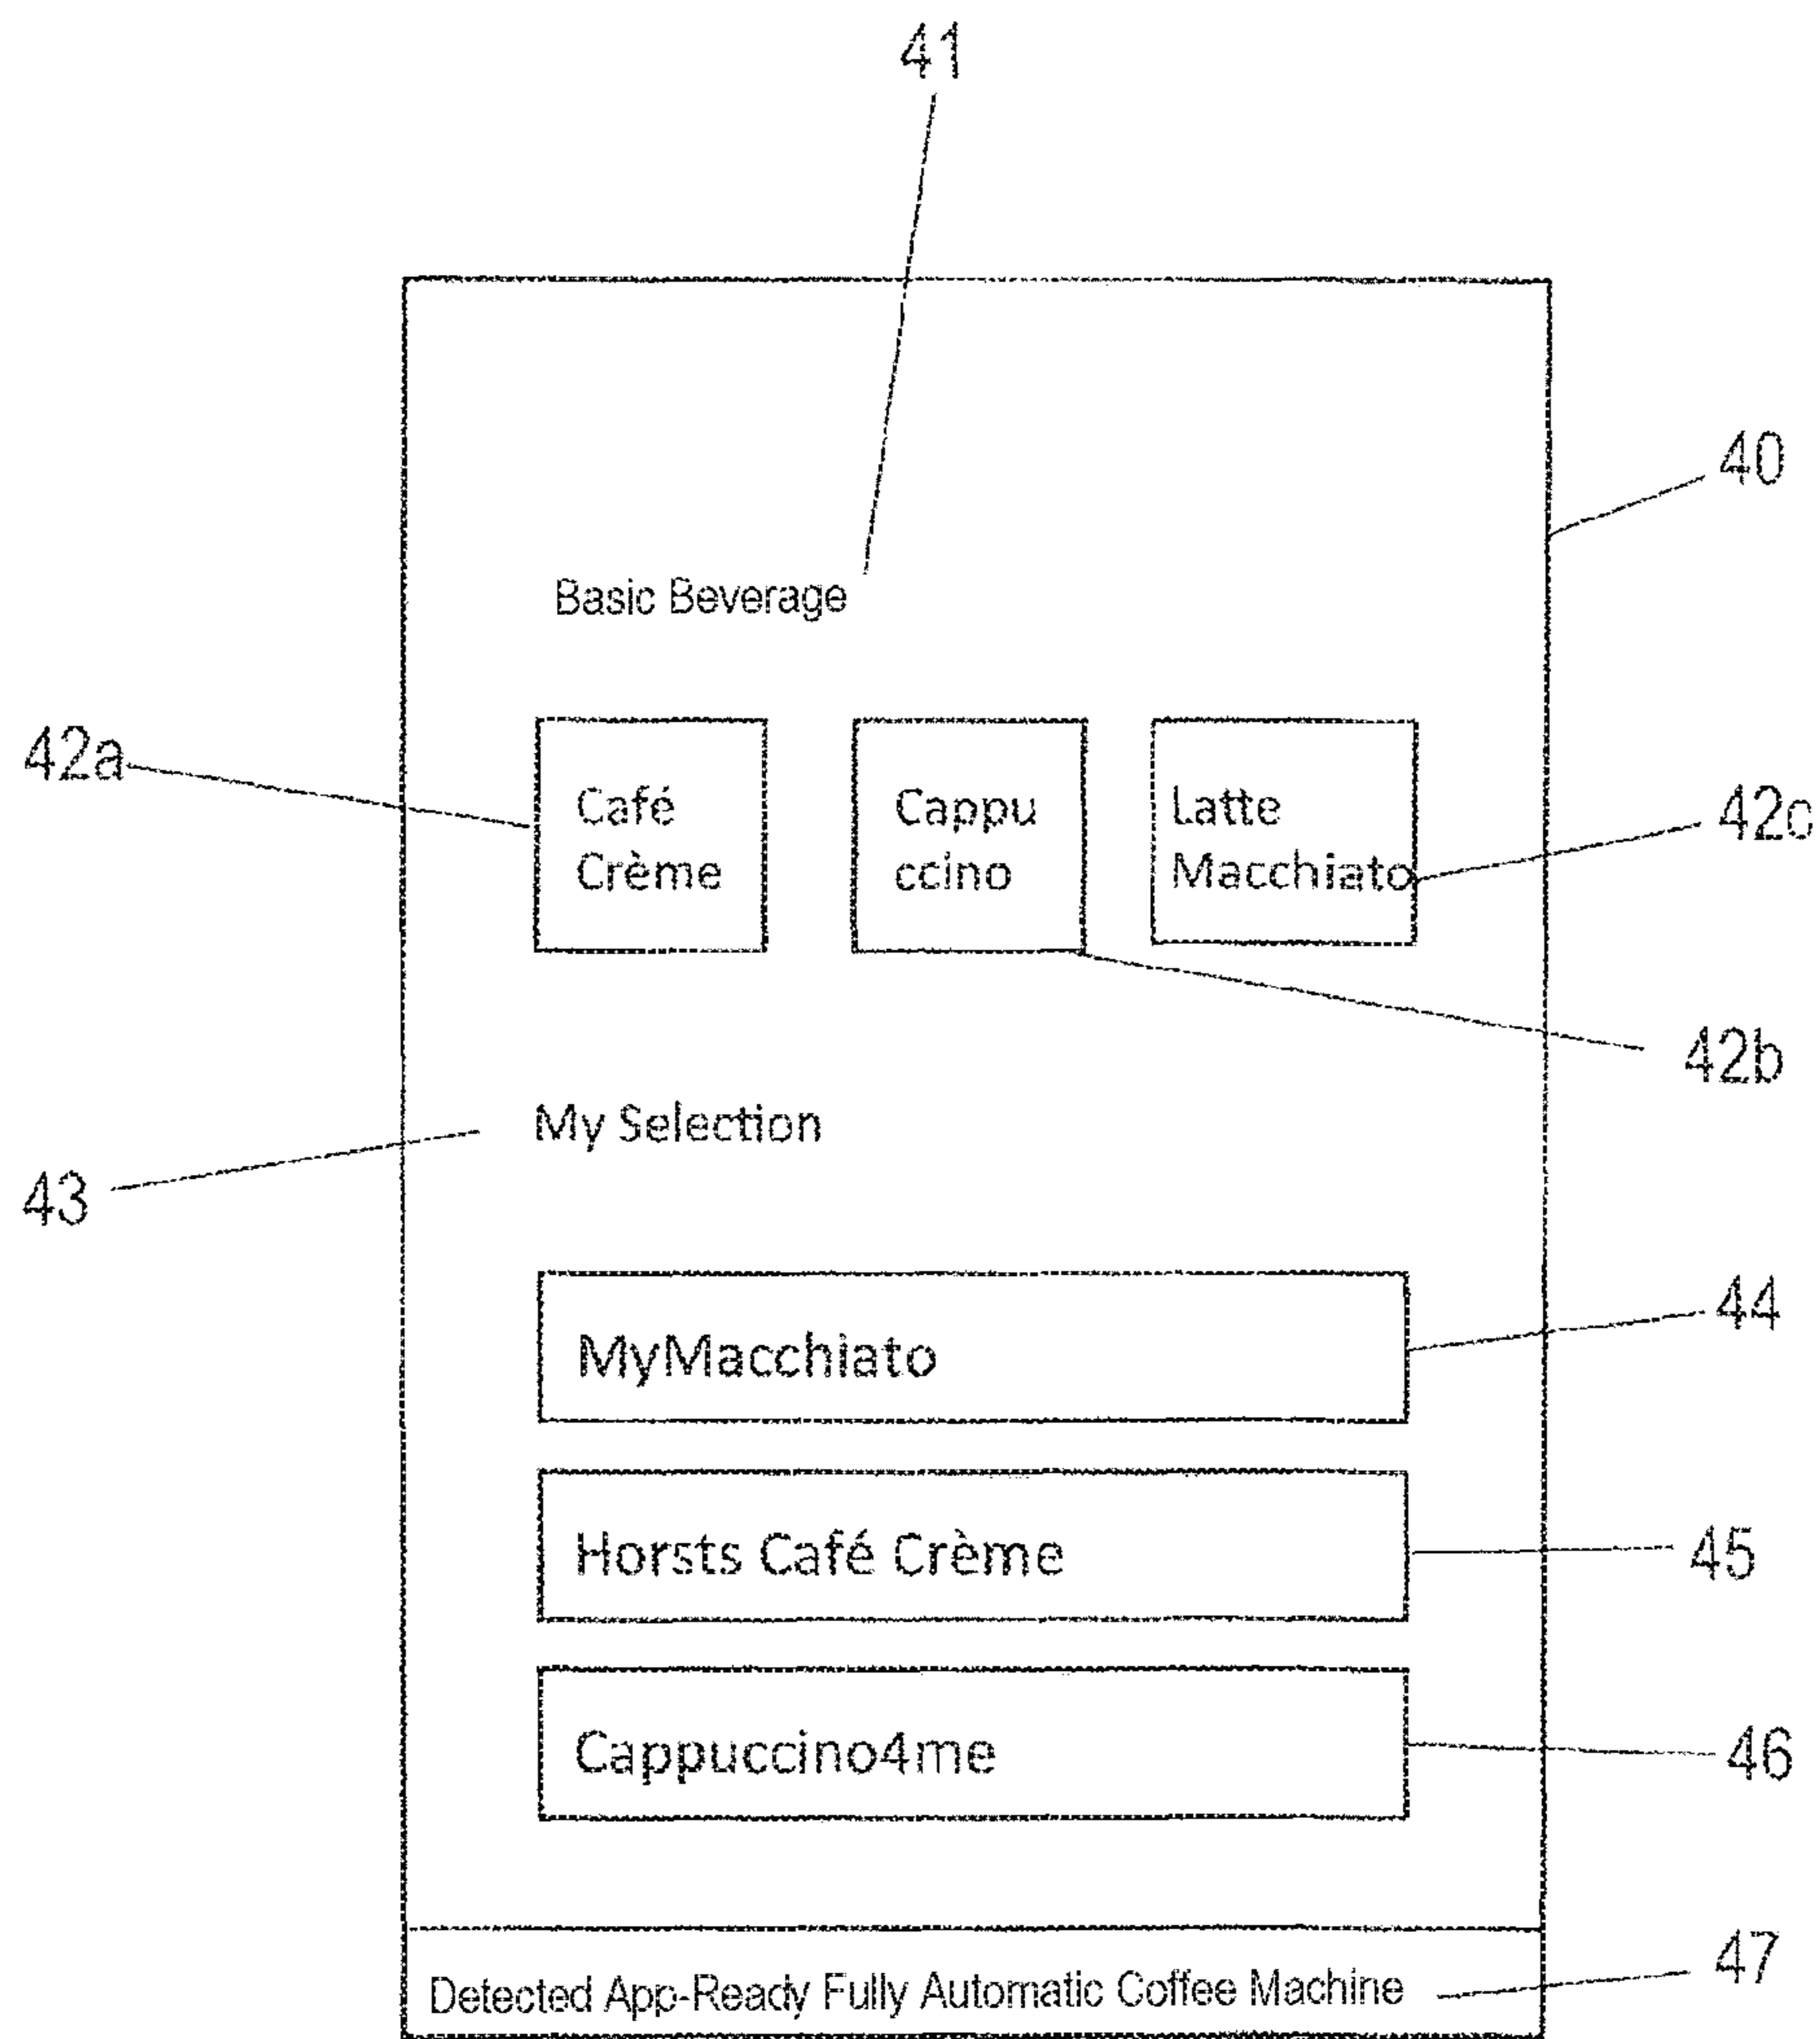 41
40
Basic Beverage
42a
Café
Crème
Cappu
ccino
Latte
Macchiato
42c
42b
My Selection
43
MyMacchiato
44
Horsts Café Crème
45
Cappuccino4me
46
Detected App-Ready Fully Automatic Coffee Machine
47